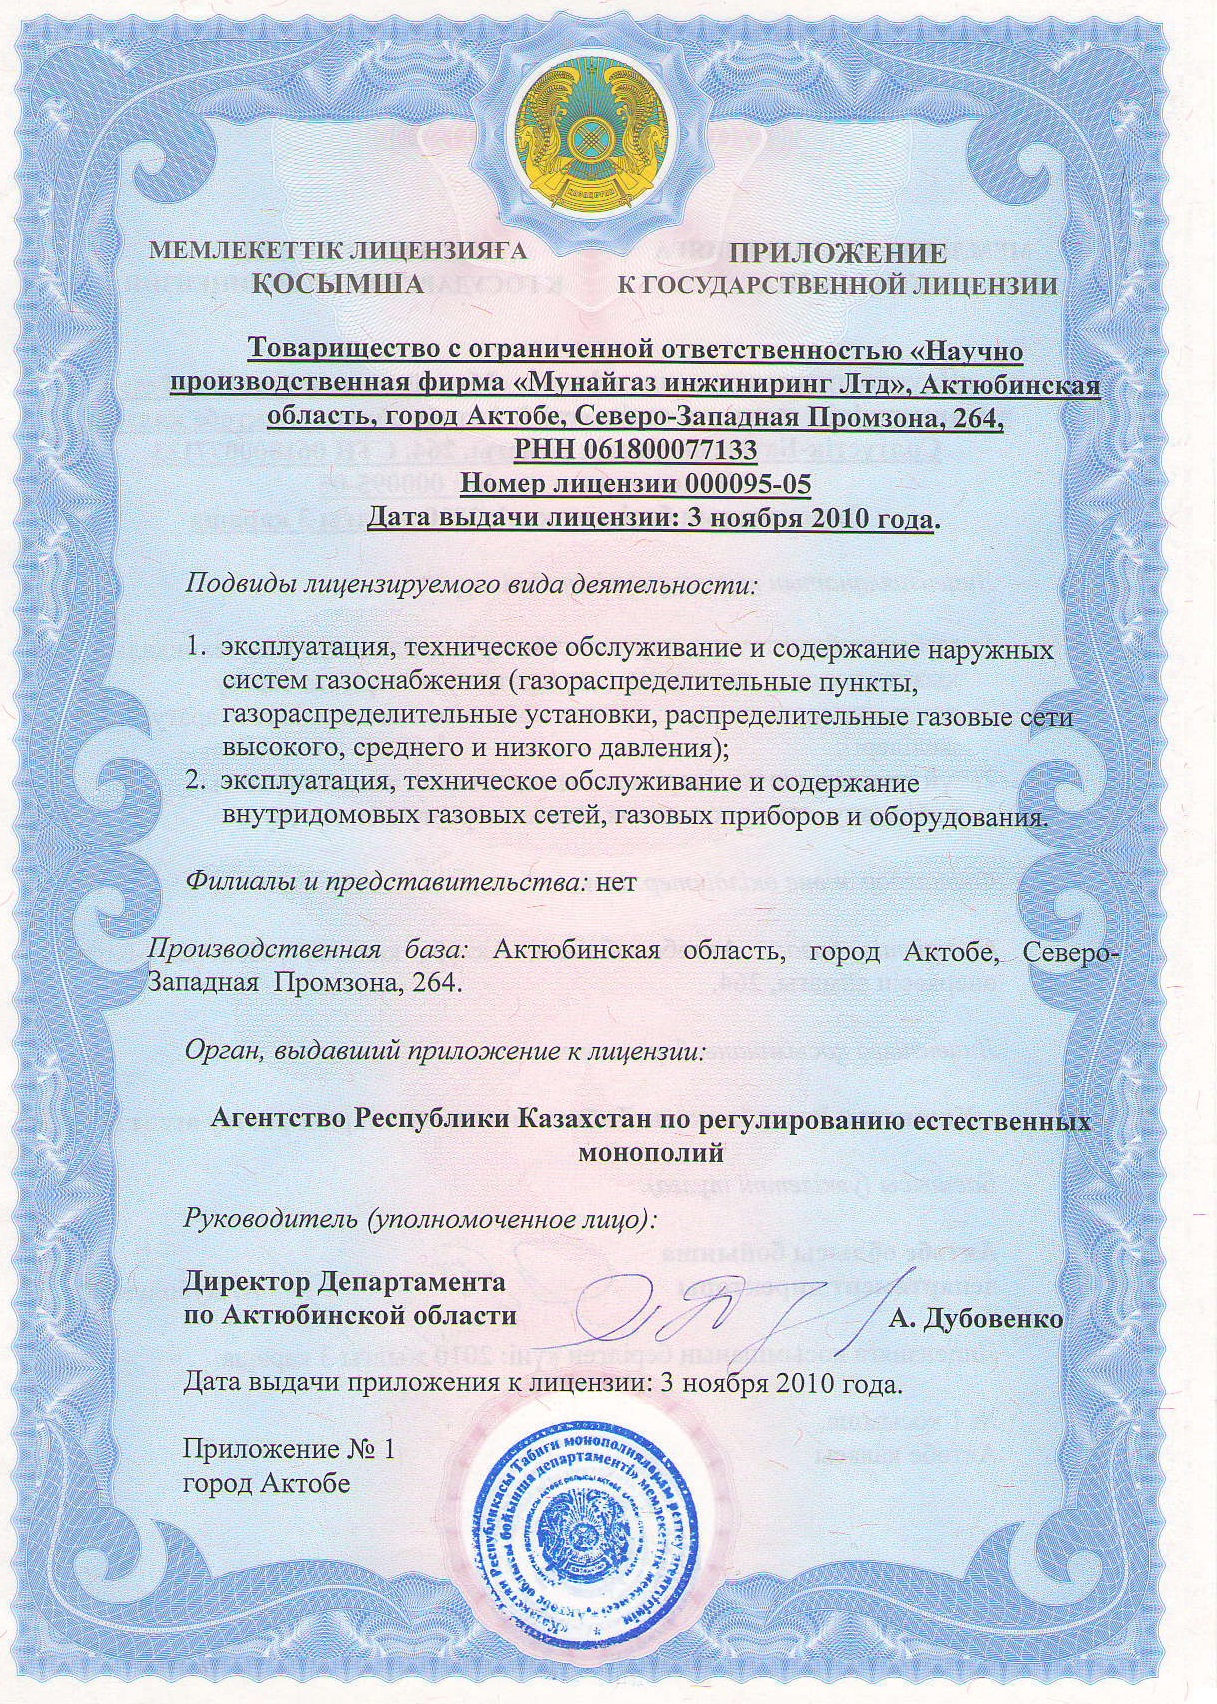 МЕМЛЕКЕТТІК ЛИЦЕНЗИЯҒА
ҚОСЫМША
ПРИЛОЖЕНИЕ
К ГОСУДАРСТВЕННОЙ ЛИЦЕНЗИИ
Товарищество с ограниченной ответственностью «Научно
производственная фирма «Мунайгаз инжиниринг Лтд», Актюбинская
область, город Актобе, Северо-Западная Промзона, 264,
РНН 061800077133
Номер лицензии 000095-05
Дата выдачи лицензии: 3 ноября 2010 года.
Подвиды лицензируемого вида деятельности:
1. эксплуатация, техническое обслуживание и содержание наружных
систем газоснабжения (газораспределительные пункты,
газораспределительные установки, распределительные газовые сети
высокого, среднего и низкого давления);
2. эксплуатация, техническое обслуживание и содержание
внутридомовых газовых сетей, газовых приборов и оборудования.
Филиалы и представительства: нет
Производственная база: Актюбинская область, город Актобе, Северо-
Западная Промзона, 264.
Орган, выдавший приложение к лицензии:
Агентство Республики Казахстан по регулированию естественных
монополий
Руководитель (уполномоченное лицо):
Директор Департамента
по Актюбинской области
А. Дубовенко
Дата выдачи приложения к лицензии: 3 ноября 2010 года.
Приложение № 1
город Актобе
«Қазақстан Республикасы Табиғи монополияларды реттеу агенттігінің
Ақтөбе облысы бойынша департаменті» мемлекеттік мекемесі